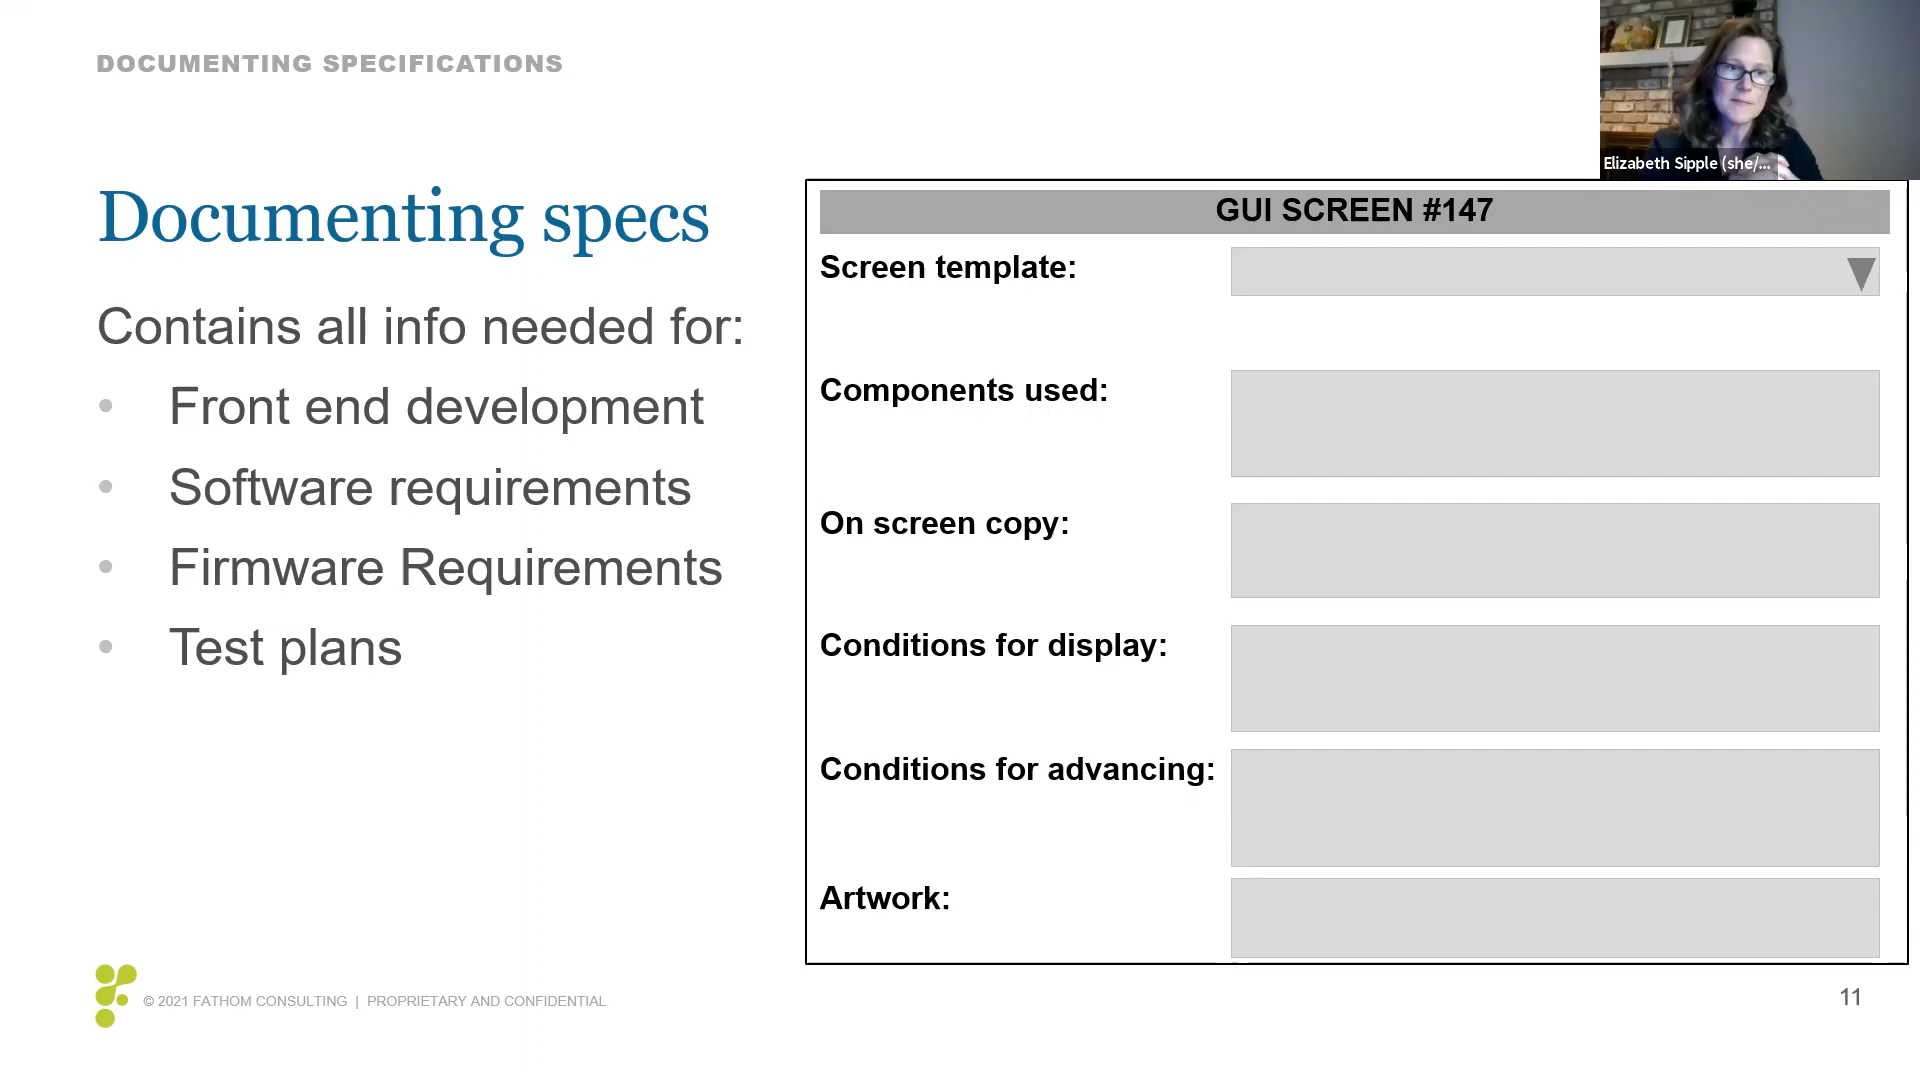 DOCUMENTING SPECIFICATIONS
Elizabeth Sipple (she/...
Documenting specs
Contains all info needed for:
• Front end development
• Software requirements
• Firmware Requirements
• Test plans
GUI SCREEN #147
Screen template:
Components used:
On screen copy:
Conditions for display:
Conditions for advancing:
Artwork:
© 2021 FATHOM CONSULTING | PROPRIETARY AND CONFIDENTIAL
11